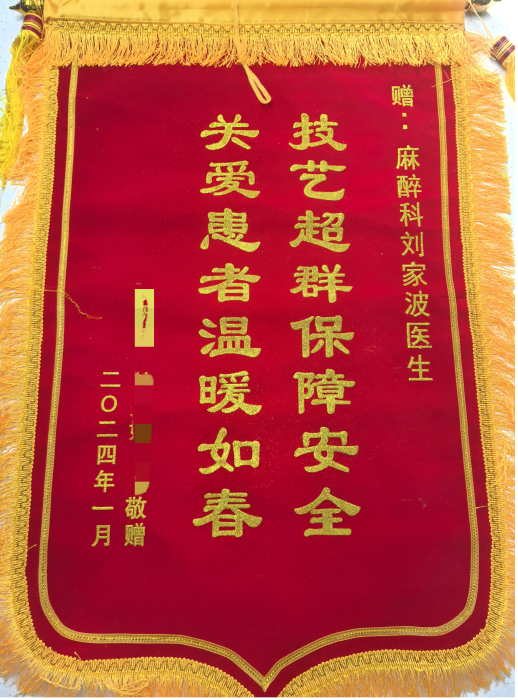 赠：麻醉科刘家波医生
技艺超群保障安全
关爱患者温暖如春
敬赠
二〇二四年一月